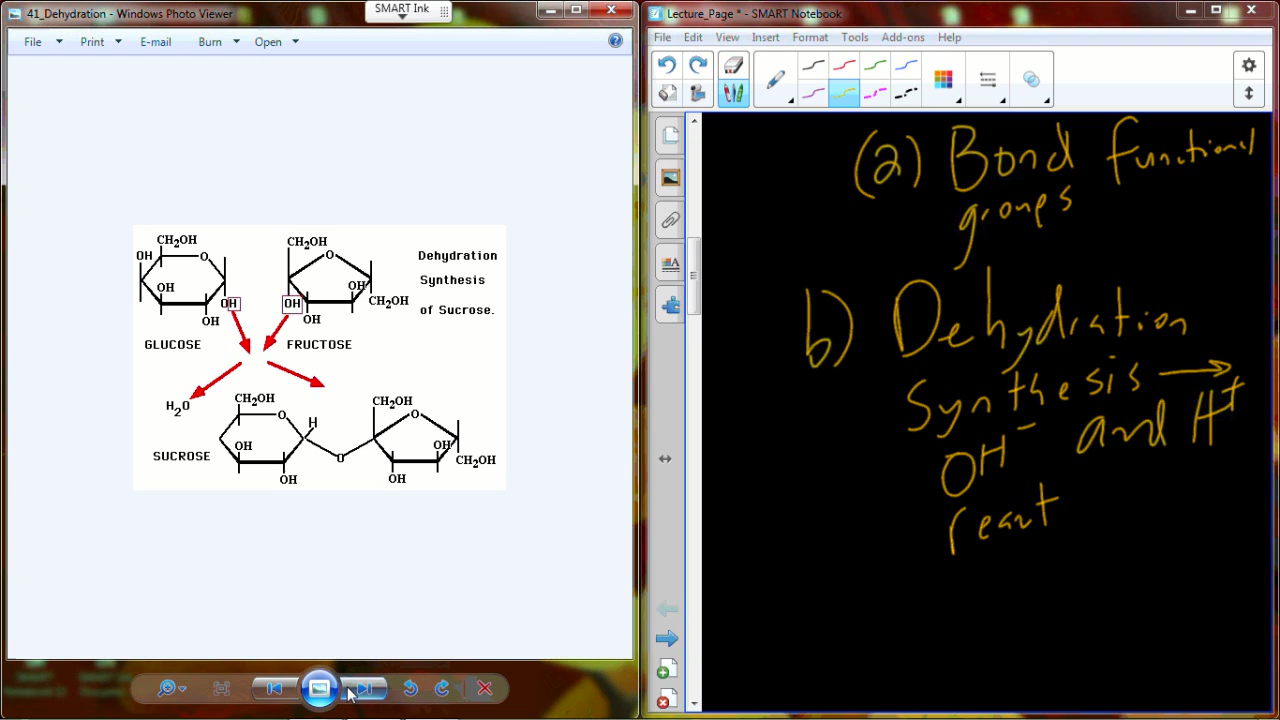 41_Dehydration - Windows Photo Viewer
SMART Ink
File Print E-mail Burn Open
CH2OH
OH
O
OH
OH
OH
GLUCOSE
CH2OH
O
OH
OH
OH
CH2OH
FRUCTOSE
Dehydration
Synthesis
of Sucrose.
H2O
SUCROSE
CH2OH
O
H
OH
OH
O
CH2OH
O
OH
OH
CH2OH
Lecture_Page * - SMART Notebook
File Edit View Insert Format Tools Add-ons Help
(2) Bond functional
groups
b) Dehydration
Synthesis →
OH⁻ and H⁺
react